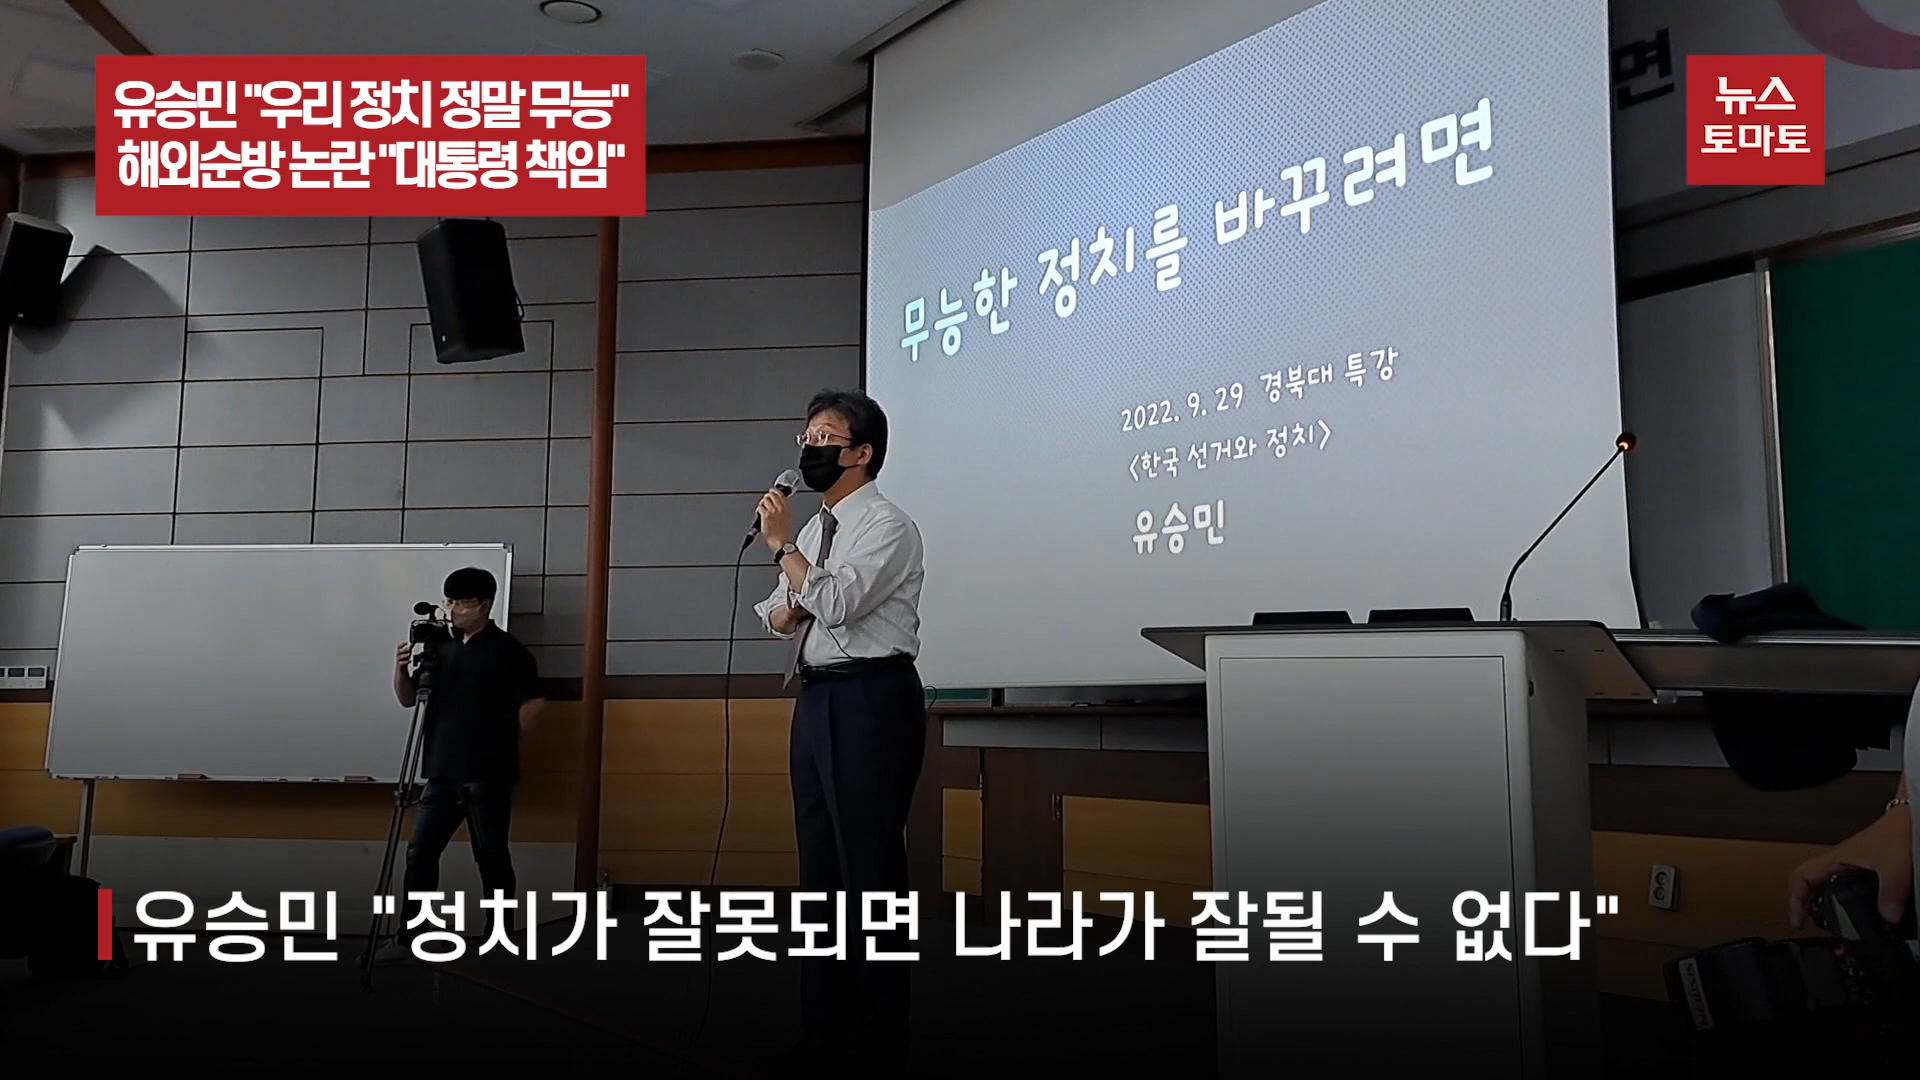 유승민 "우리 정치 정말 무능"
해외순방 논란 "대통령 책임"
뉴스
토마토
면
무능한 정치를 바꾸려면
2022. 9. 29 경북대 특강
<한국 선거와 정치>
유승민
유승민 "정치가 잘못되면 나라가 잘될 수 없다"